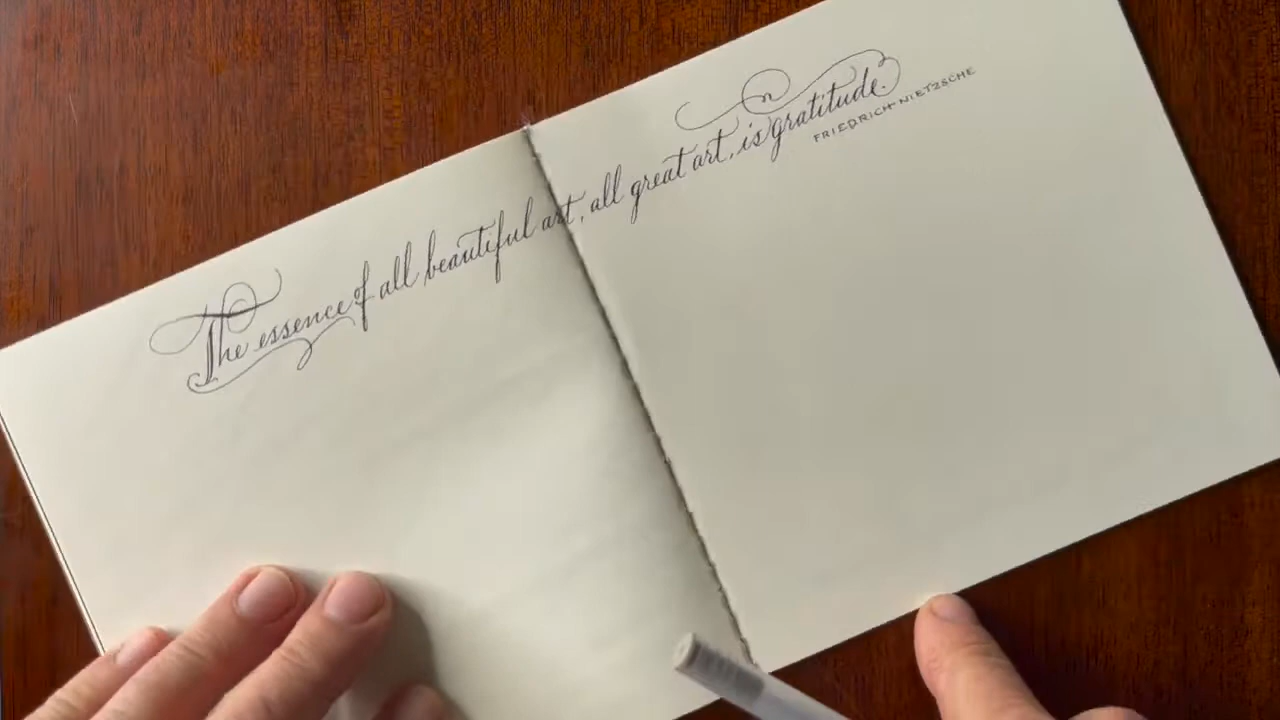 The essence of all beautiful art, all great art, is gratitude.
FRIEDRICH NIETZSCHE